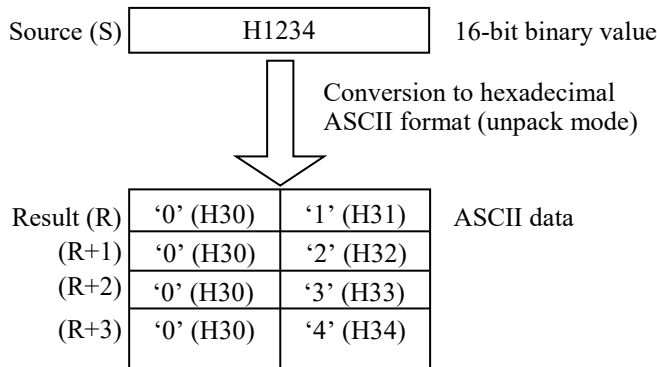 Source (S) H1234 16-bit binary value
Conversion to hexadecimal
ASCII format (unpack mode)
Result (R) ‘0’ (H30) ‘1’ (H31) ASCII data
(R+1) ‘0’ (H30) ‘2’ (H32)
(R+2) ‘0’ (H30) ‘3’ (H33)
(R+3) ‘0’ (H30) ‘4’ (H34)